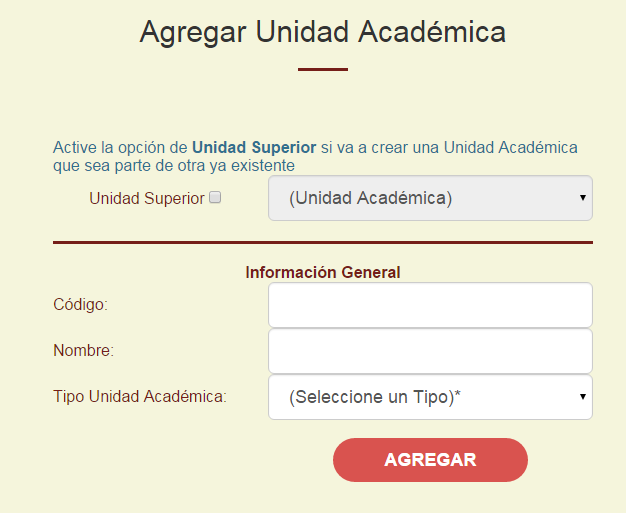 Agregar Unidad Académica
Active la opción de Unidad Superior si va a crear una Unidad Académica
que sea parte de otra ya existente
Unidad Superior
(Unidad Académica)
Información General
Código:
Nombre:
Tipo Unidad Académica:
(Seleccione un Tipo)*
AGREGAR